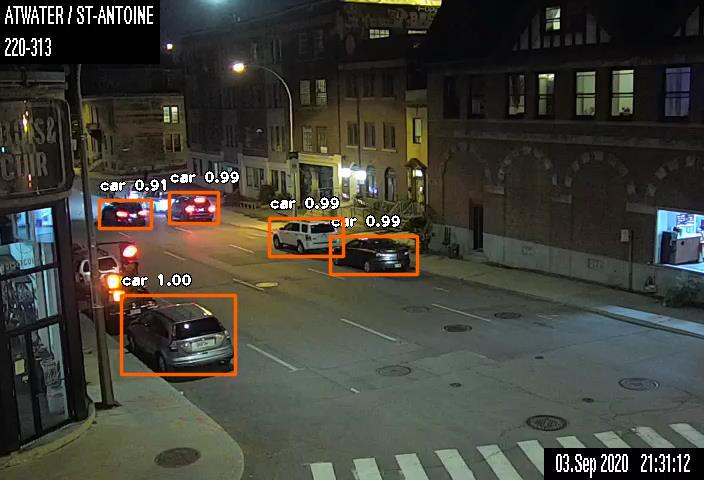 ATWATER / ST-ANTOINE
220-313
car 0.91
car 0.99
car 0.99
car 0.99
car 1.00
CUIR
03.Sep 2020 21:31:12